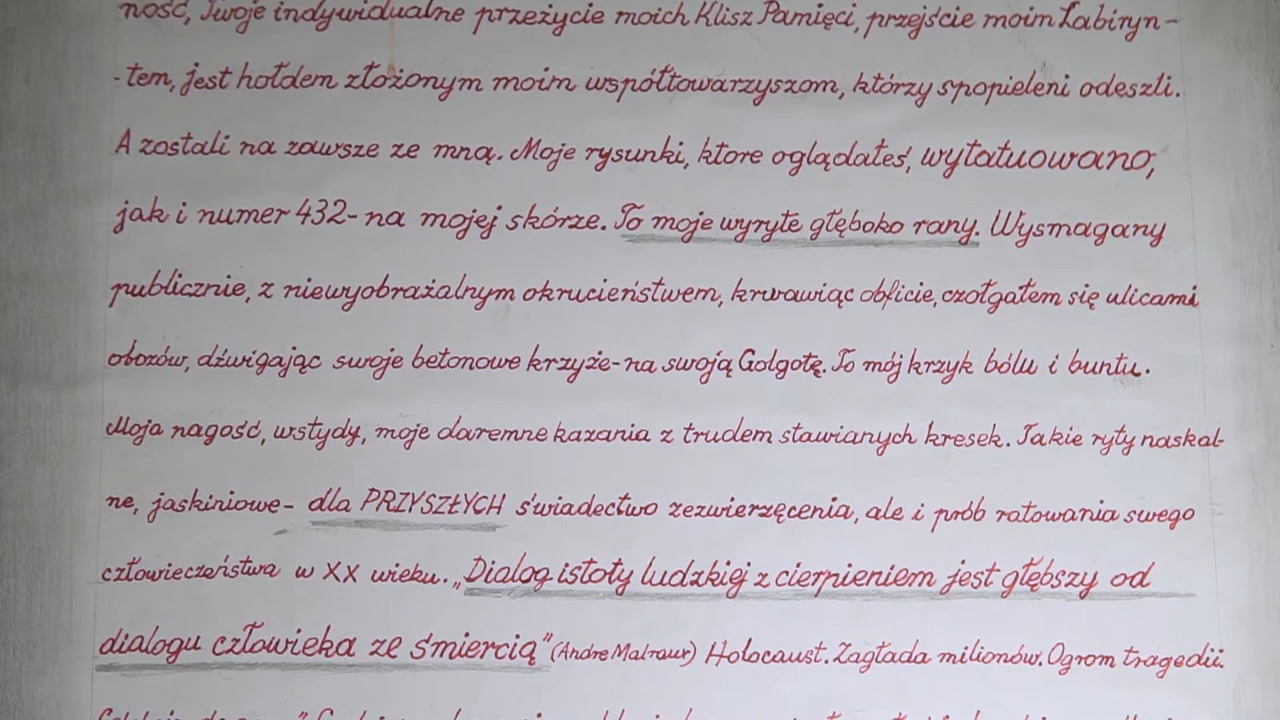 ność, Twoje indywidualne przeżycie moich Klisz Pamięci, przejście moim Labiryn-
-tem, jest hołdem złożonym moim współtowarzyszom, którzy spopieleni odeszli.
A zostali na zawsze ze mną. Moje rysunki, ktore oglądałeś, wytatuowano,
jak i numer 432- na mojej skórze. To moje wyryte głęboko rany. Wysmagany
publicznie, z niewyobrażalnym okrucieństwem, krwawiąc obficie, czołgałem się ulicami
obozów, dźwigając swoje betonowe krzyże- na swoją Golgotę. To mój krzyk bólu i buntu.
Moja nagość, wstydy, moje daremne kazania z trudem stawianych kresek. Takie ryty naskal-
ne, jaskiniowe- dla PRZYSZŁYCH świadectwo zezwierzęcenia, ale i prób ratowania swego
człowieczeństwa w XX wieku. „Dialog istoty ludzkiej z cierpieniem jest głębszy od
dialogu człowieka ze śmiercią" (Andre Malraux) Holocaust. Zagłada milionów. Ogrom tragedii.